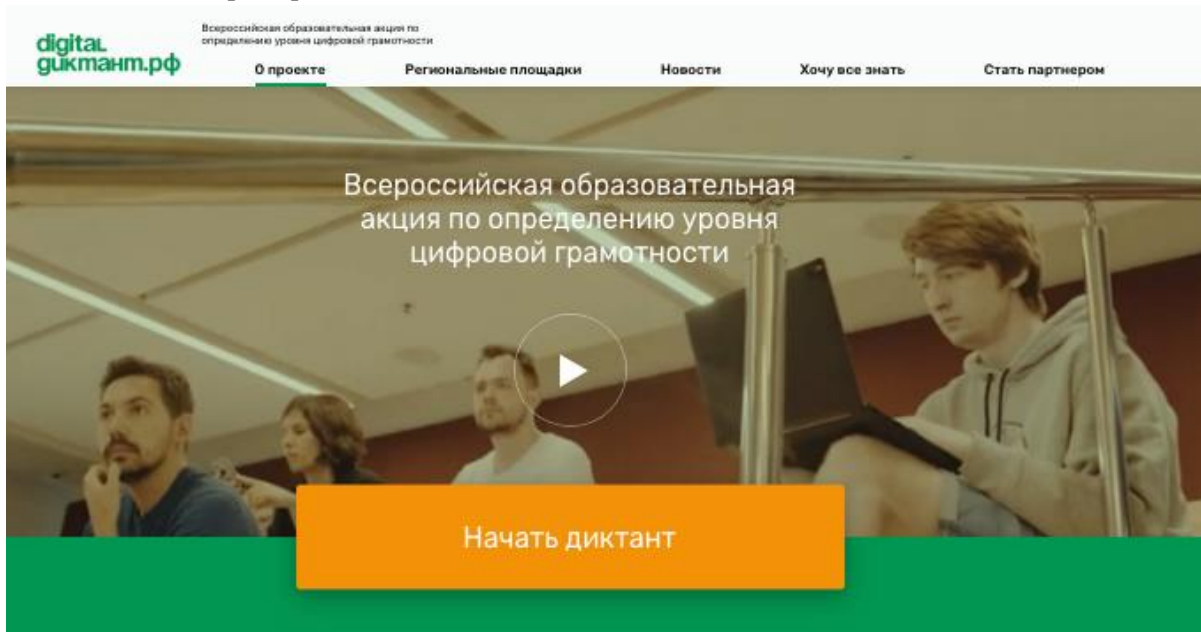 digital
диктант.рф
Всероссийская образовательная акция по
определению уровня цифровой грамотности
О проекте Региональные площадки Новости Хочу все знать Стать партнером
Всероссийская образовательная
акция по определению уровня
цифровой грамотности
Начать диктант